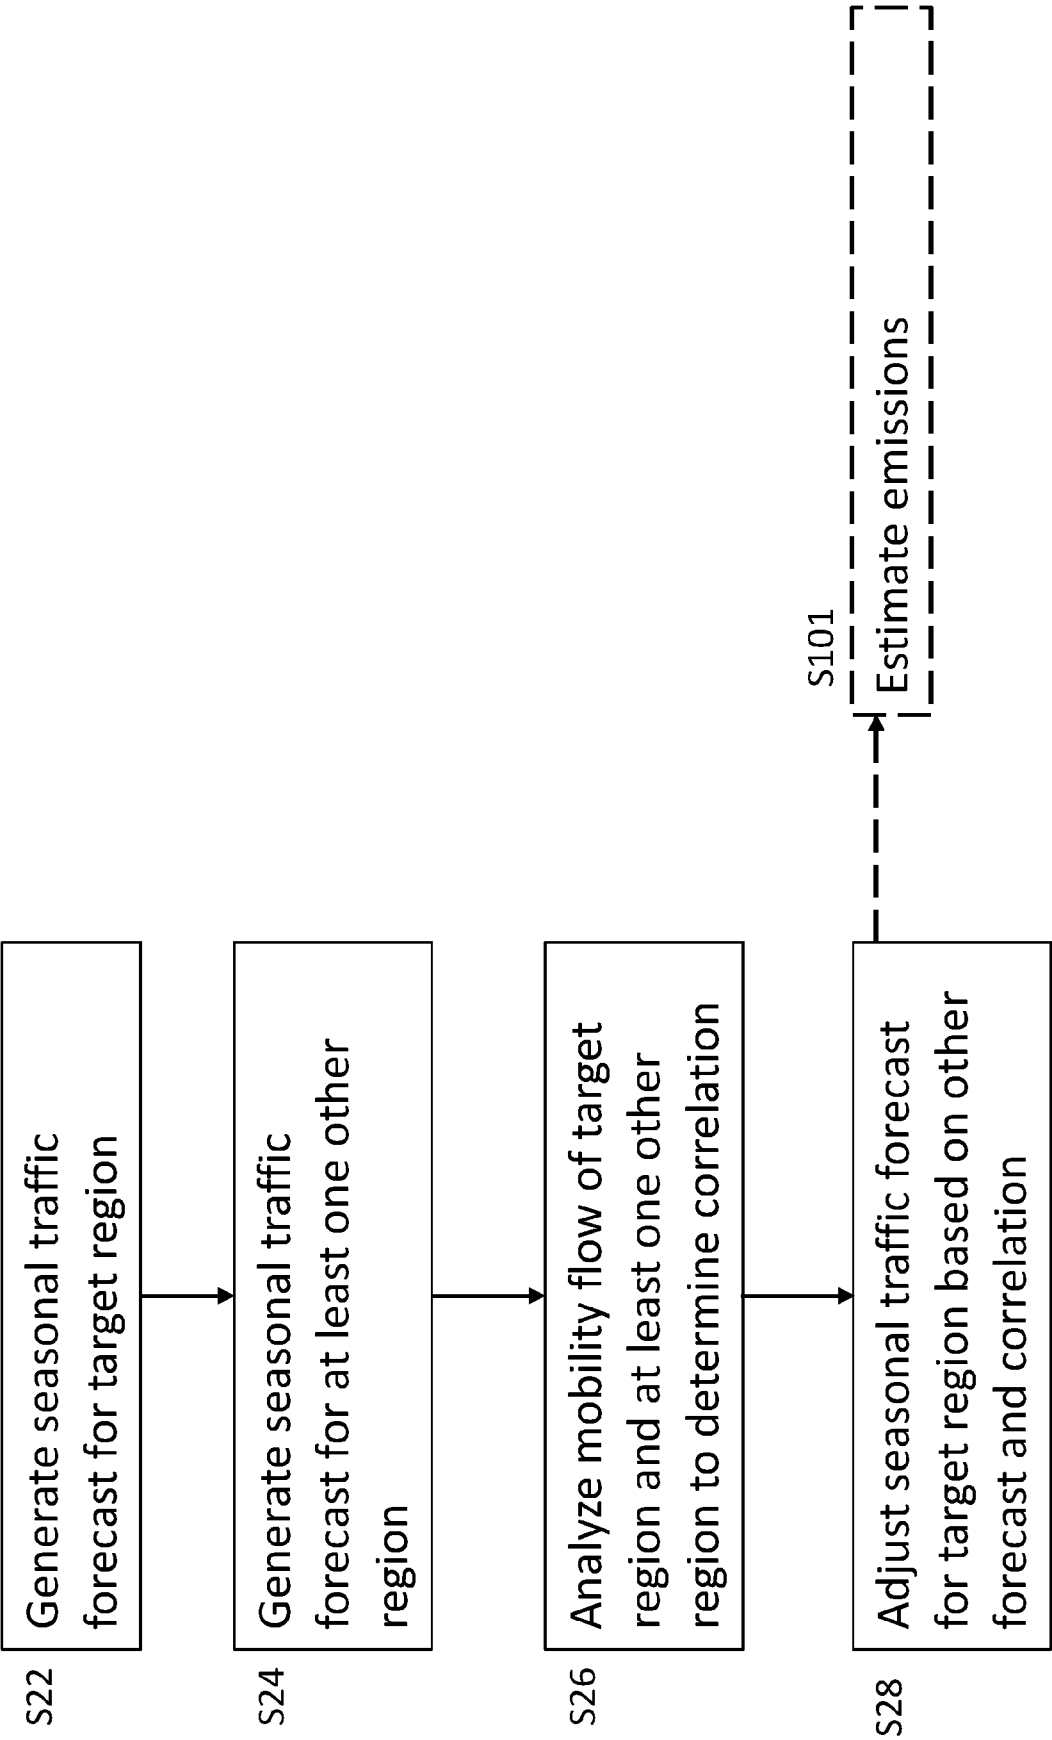 S22
Generate seasonal traffic
forecast for target region
S24
Generate seasonal traffic
forecast for at least one other
region
S26
Analyze mobility flow of target
region and at least one other
region to determine correlation
S28
Adjust seasonal traffic forecast
for target region based on other
forecast and correlation
S101
Estimate emissions